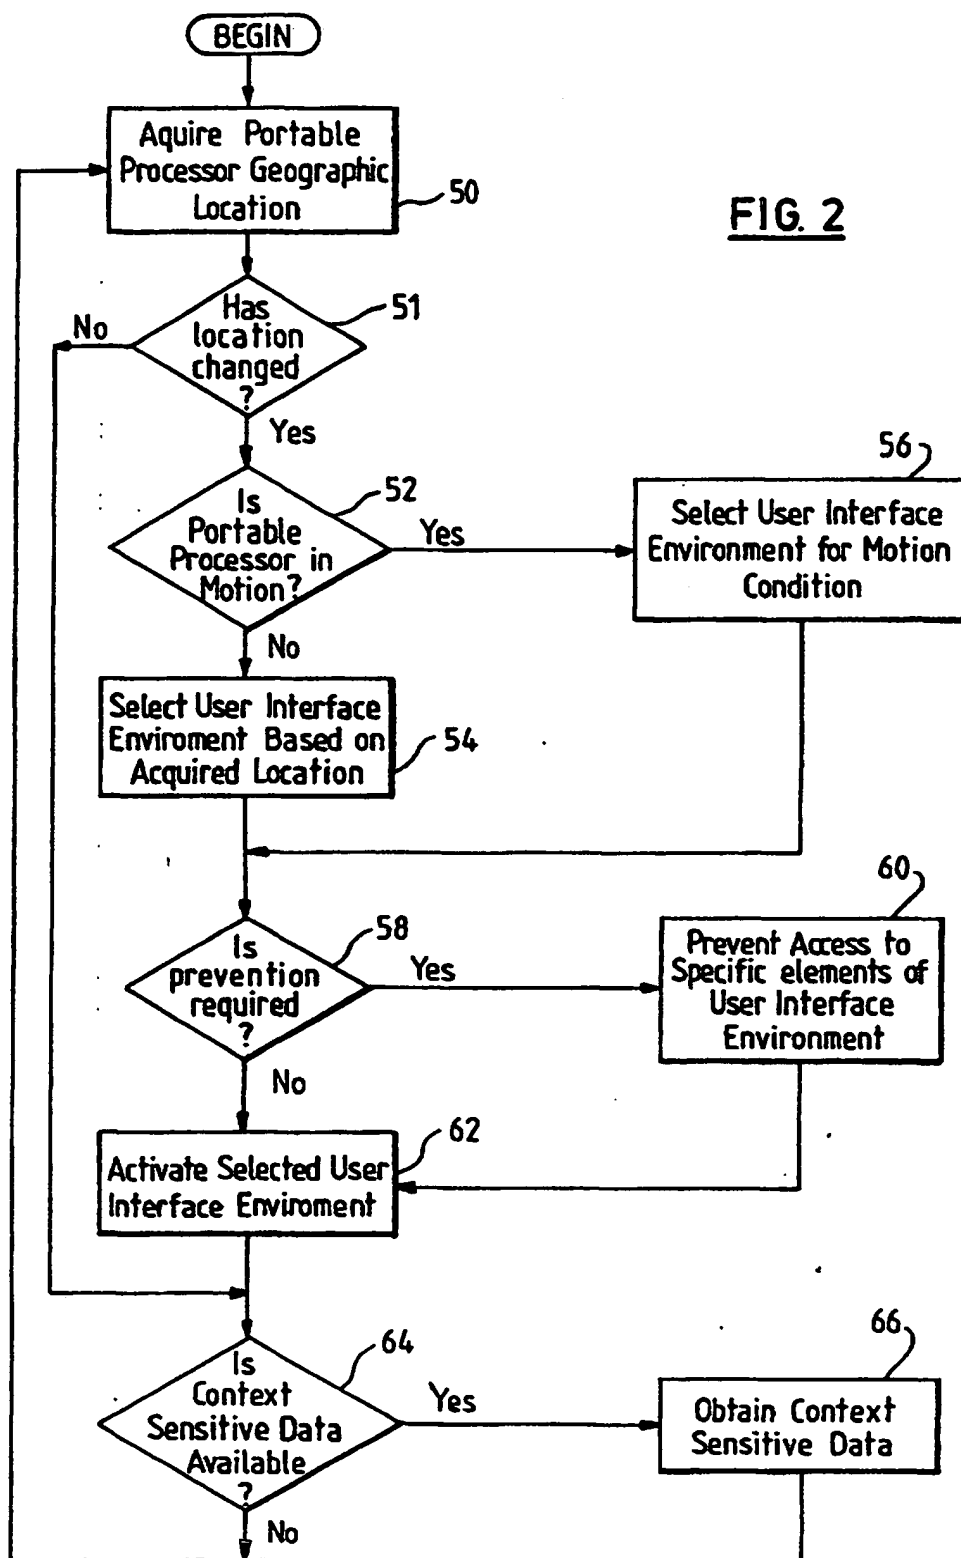 BEGIN
Aquire Portable
Processor Geographic
Location
50
FIG. 2
Has
location
changed
?
51
No
Yes
Is
Portable
Processor in
Motion?
52
Yes
56
Select User Interface
Environment for Motion
Condition
No
Select User Interface
Enviroment Based on
Acquired Location
54
Is
prevention
required
?
58
Yes
60
Prevent Access to
Specific elements of
User Interface
Environment
No
62
Activate Selected User
Interface Enviroment
Is
Context
Sensitive Data
Available
?
64
Yes
66
Obtain Context
Sensitive Data
No